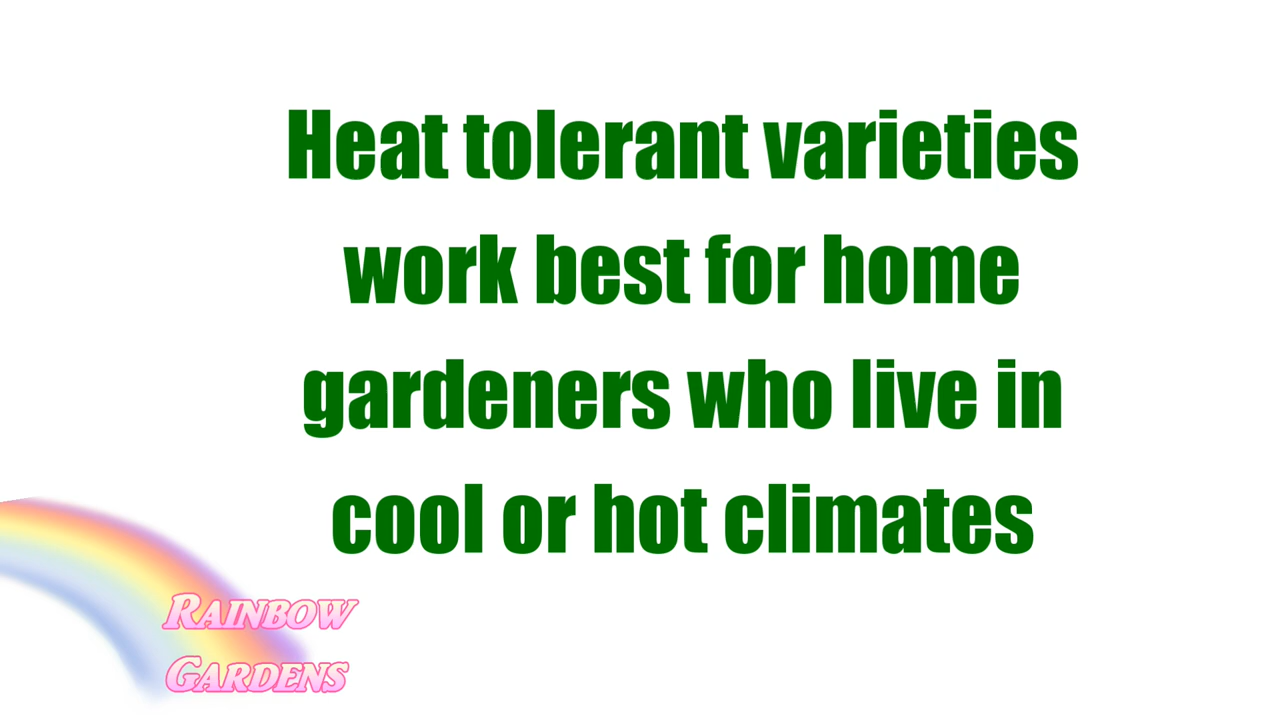 Heat tolerant varieties
work best for home
gardeners who live in
cool or hot climates
RAINBOW
GARDENS